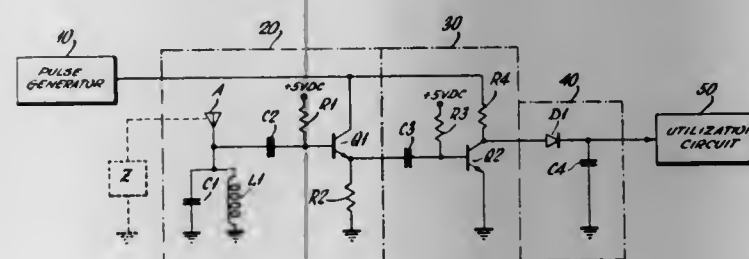 10
20
30
40
50
PULSE
GENERATOR
A
+5VDC
R1
C2
Q1
C3
+5VDC
R3
R4
Q2
D1
C4
UTILIZATION
CIRCUIT
Z
C1
L1
R2